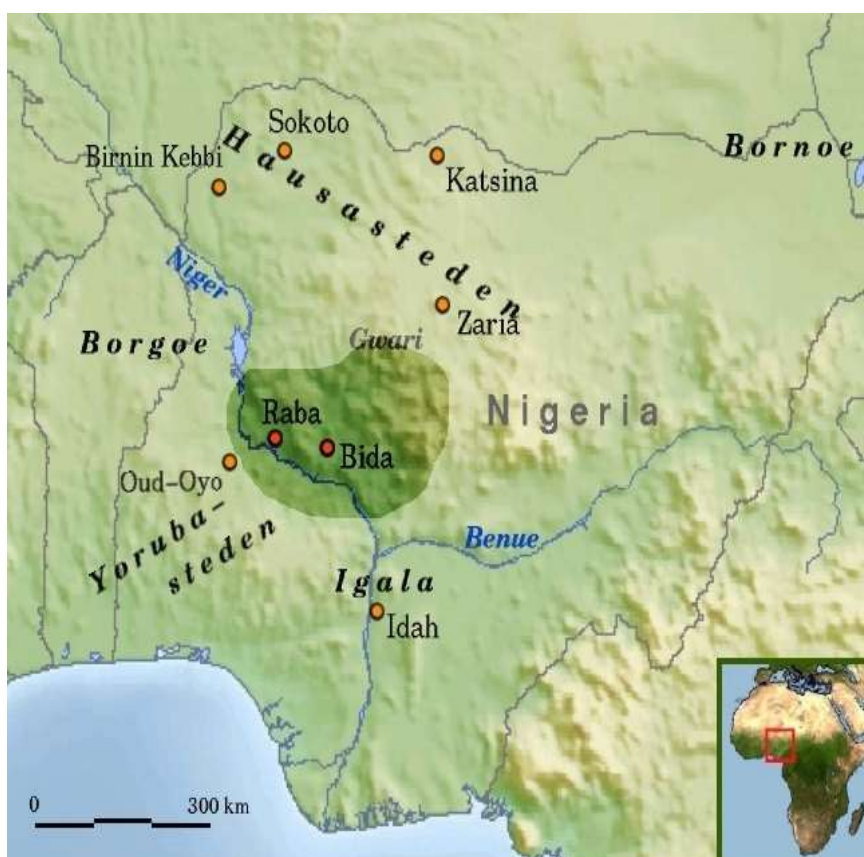 Sokoto
Birnin Kebbi
Hausasteden
Katsina
Bornoe
Niger
Zaria
Borgoe
Gwari
Nigeria
Raba
Bida
Oud-Oyo
Yoruba-
steden
Benue
Igala
Idah
0 300 km